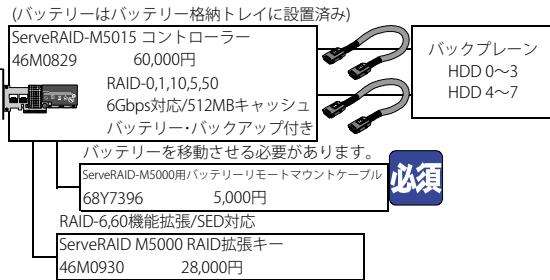 (バッテリーはバッテリー格納トレイに設置済み)
ServeRAID-M5015 コントローラー
46M0829 60,000円
RAID-0,1,10,5,50
6Gbps対応/512MBキャッシュ
バッテリー・バックアップ付き
バックプレーン
HDD 0～3
HDD 4～7
バッテリーを移動させる必要があります。
ServeRAID-M5000用バッテリーリモートマウントケーブル
68Y7396 5,000円
必須
RAID-6,60機能拡張/SED対応
ServeRAID M5000 RAID拡張キー
46M0930 28,000円